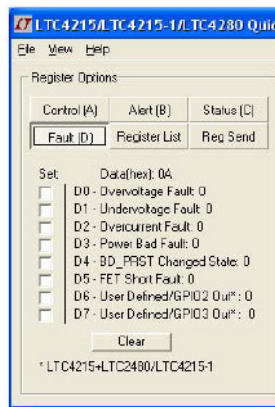 LTC4215/LTC4215-1/LTC4280 Quic
File View Help
Register Options
Control (A) Alert (B) Status (C)
Fault (D) Register List Reg Send
Set: Data(hex): 0A
D0 - Overvoltage Fault: 0
D1 - Undervoltage Fault: 0
D2 - Overcurrent Fault: 0
D3 - Power Bad Fault: 0
D4 - BD_PRST Changed State: 0
D5 - FET Short Fault: 0
D6 - User Defined/GPIO2 Out*: 0
D7 - User Defined/GPIO3 Out*: 0
Clear
* LTC4215+LTC2480/LTC4215-1